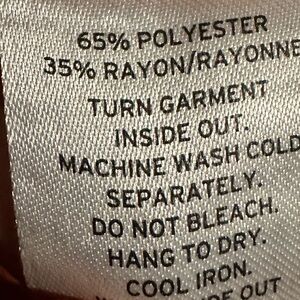 65% POLYESTER
35% RAYON/RAYONNE
TURN GARMENT
INSIDE OUT.
MACHINE WASH COLD
SEPARATELY.
DO NOT BLEACH.
HANG TO DRY.
COOL IRON.
OUT